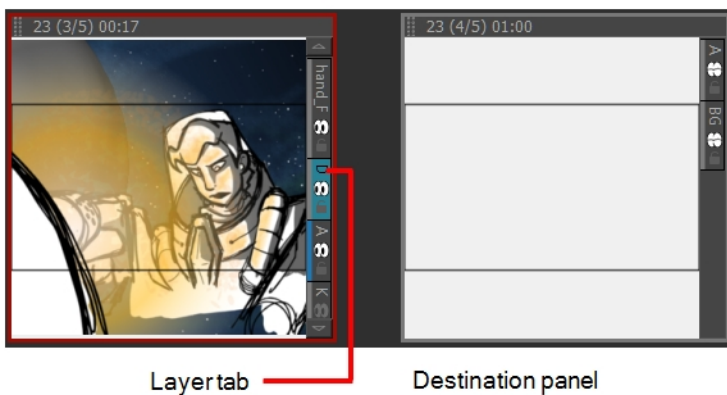 23 (3/5) 00:17
hand_F
D
A
K
23 (4/5) 01:00
A
BG
Layer tab
Destination panel